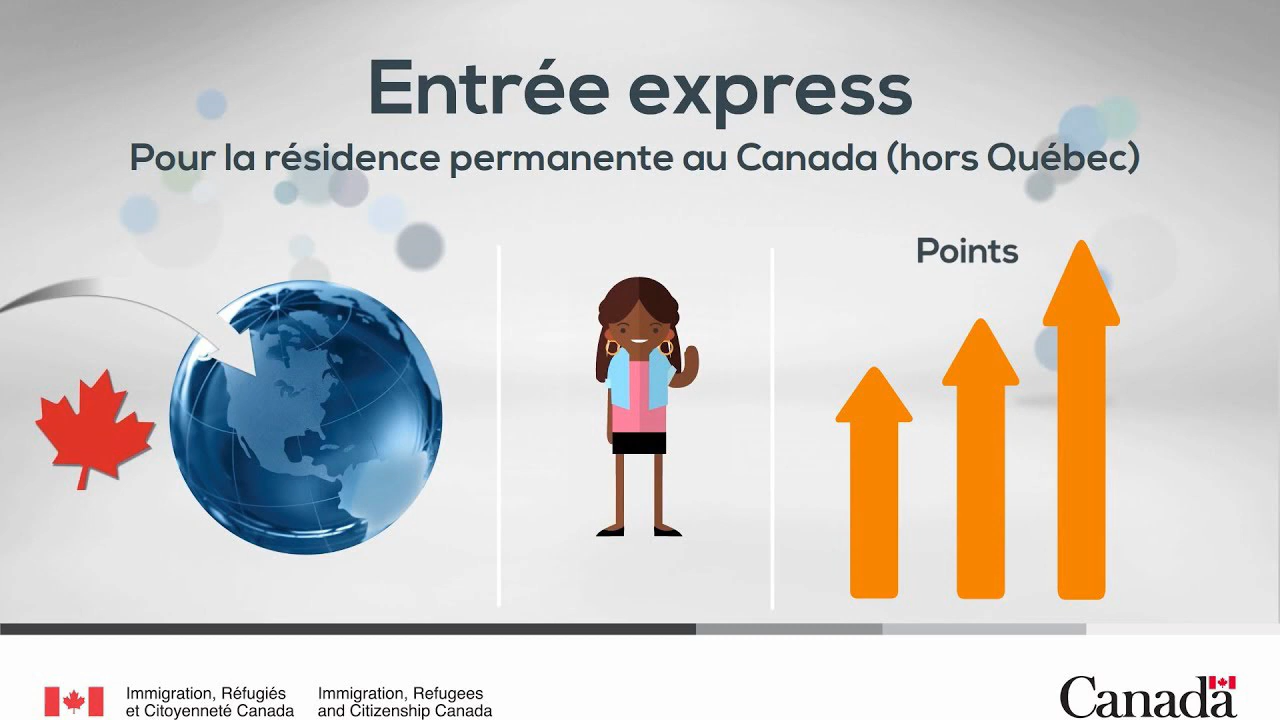 Entrée express
Pour la résidence permanente au Canada (hors Québec)
Points
Immigration, Réfugiés
et Citoyenneté Canada
Immigration, Refugees
and Citizenship Canada
Canada